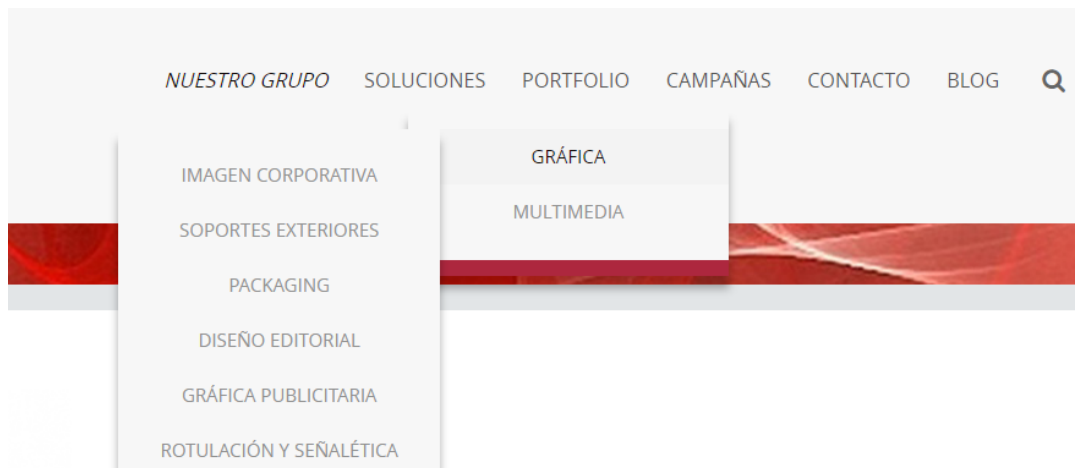 NUESTRO GRUPO SOLUCIONES PORTFOLIO CAMPAÑAS CONTACTO BLOG
GRÁFICA
MULTIMEDIA
IMAGEN CORPORATIVA
SOPORTES EXTERIORES
PACKAGING
DISEÑO EDITORIAL
GRÁFICA PUBLICITARIA
ROTULACIÓN Y SEÑALÉTICA